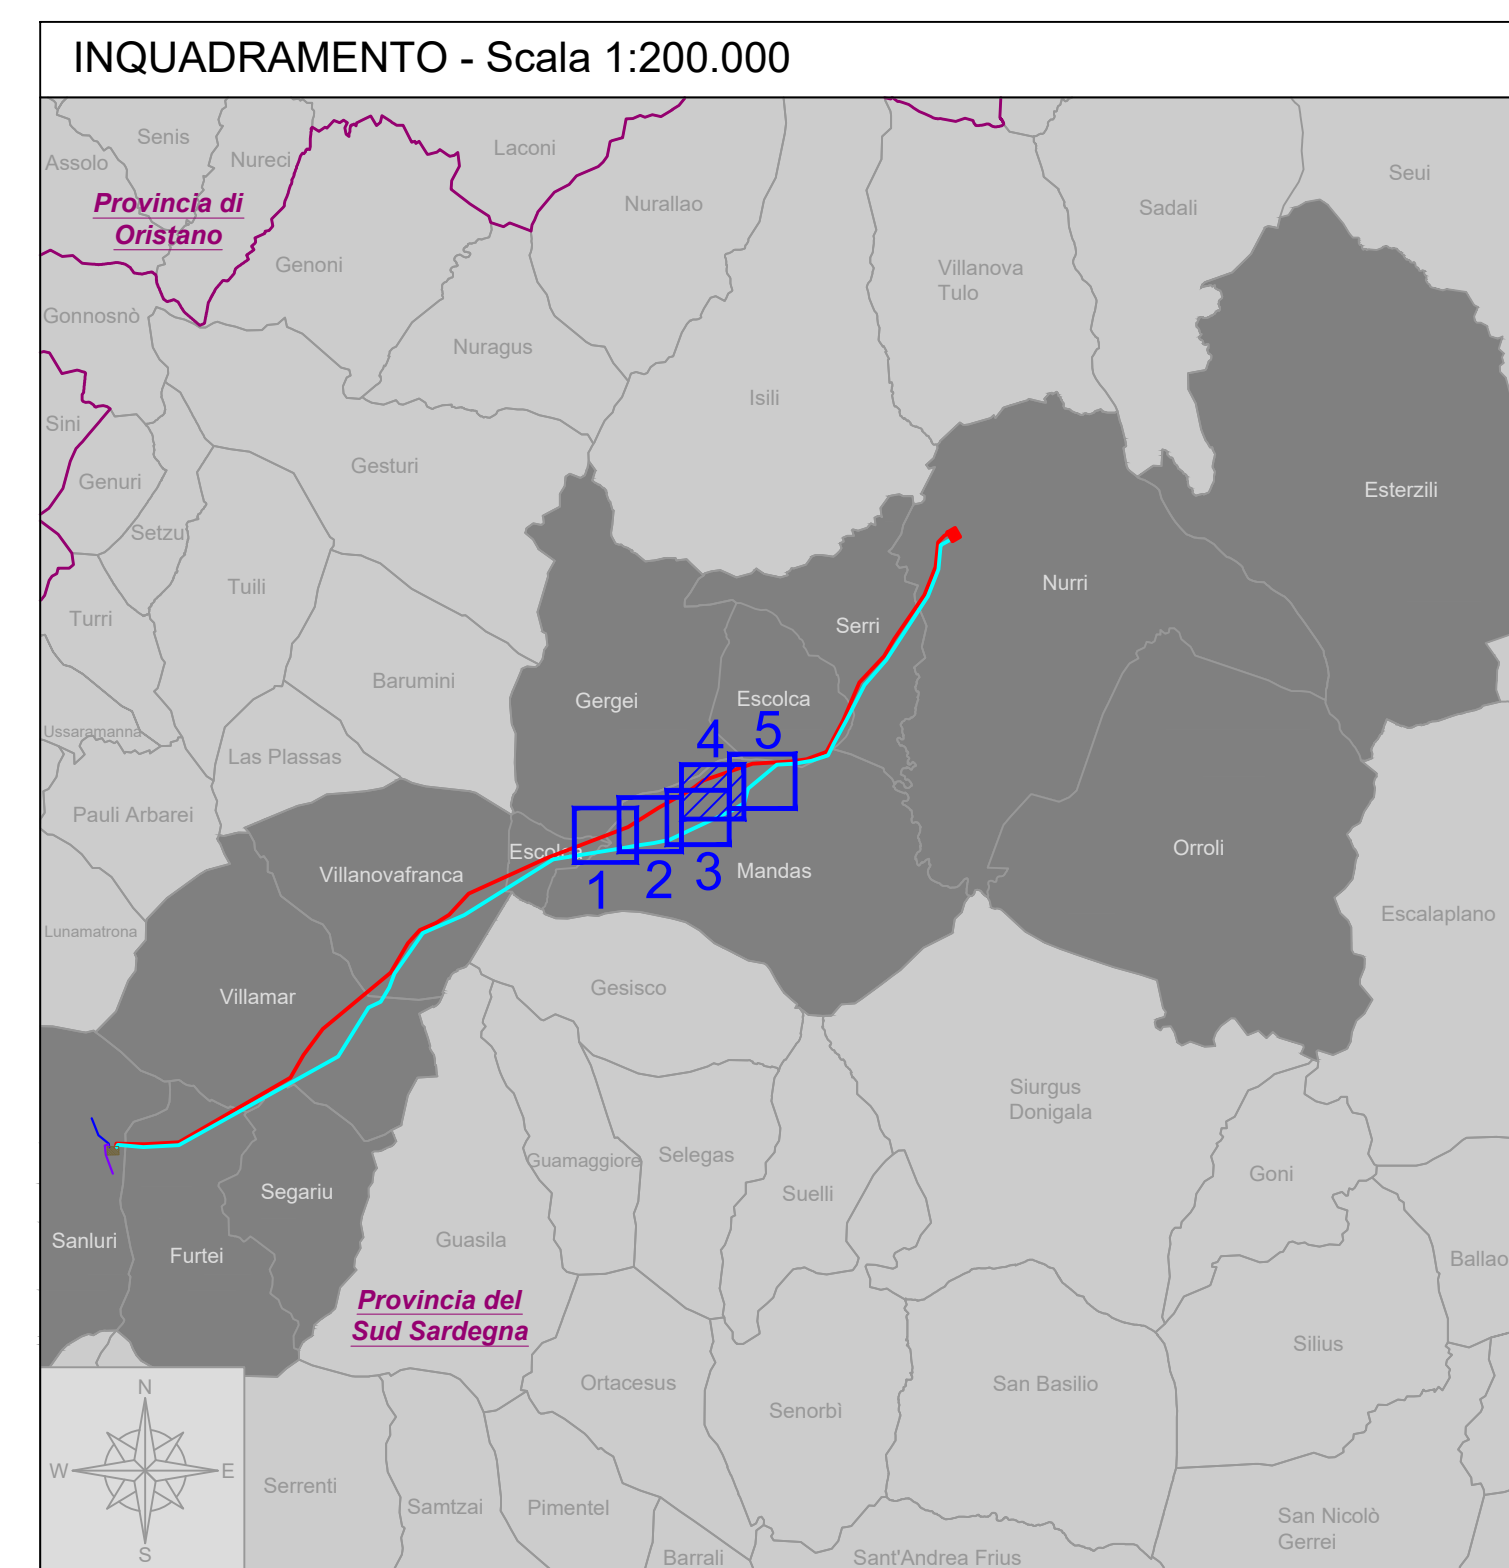 INQUADRAMENTO - Scala 1:200.000
Senis
Assolo
Nureci
Laconi
Seui
Provincia di
Oristano
Nurallao
Sadali
Genoni
Villanova
Tulo
Gonnosnò
Nuragus
Isili
Sini
Gesturi
Genuri
Esterzili
Setzu
Tuili
Nurri
Turri
Serri
Barumini
Gergei
Escolca
Ussaramanna
4
5
Las Plassas
Pauli Arbarei
Escolca
Orroli
Villanovafranca
Mandas
1
2
3
Escalaplano
Lunamatrona
Gesisco
Villamar
Siurgus
Donigala
Guamaggiore
Selegas
Goni
Segariu
Suelli
Sanluri
Guasila
Furtei
Ballao
Provincia del
Sud Sardegna
Silius
Ortacesus
San Basilio
N
Senorbì
W
E
Serrenti
Samtzai
Pimentel
San Nicolò
Gerrei
S
Barrali
Sant'Andrea Frius